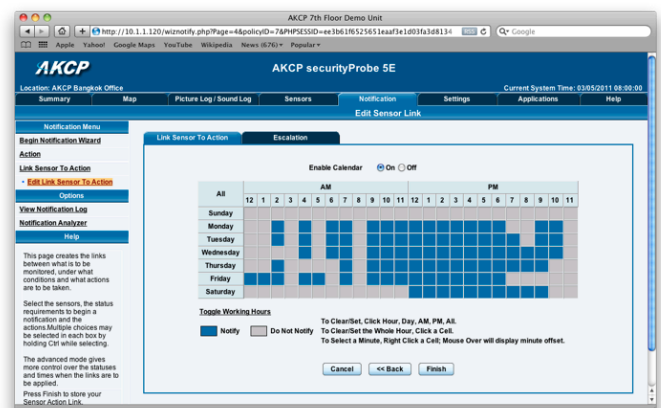 AKCP 7th Floor Demo Unit
http://10.1.1.120/wiznotify.php?Page=4&policyID=7&PHPSESSID=ee3b61f6525651eaaf3e1d03fa3d8134
Google
Apple Yahoo! Google Maps YouTube Wikipedia News (676) Popular
AKCP
AKCP securityProbe 5E
Location: AKCP Bangkok Office
Current System Time: 03/05/2011 08:00:00
Summary Map Picture Log / Sound Log Sensors Notification Settings Applications Help
Edit Sensor Link
Notification Menu
Begin Notification Wizard
Action
Link Sensor To Action
- Edit Link Sensor To Action
Options
View Notification Log
Notification Analyzer
Help
This page creates the links
between what is to be
monitored, under what
conditions and what actions
are to be taken.
Select the sensors, the status
requirements to begin a
notification and the
actions.Multiple choices may
be selected in each box by
holding Ctrl while selecting.
The advanced mode gives
more control over the statuses
and times when the links are to
be applied.
Press Finish to store your
Sensor Action Link.
Link Sensor To Action Escalation
Enable Calendar On Off
All AM PM
12 1 2 3 4 5 6 7 8 9 10 11 12 1 2 3 4 5 6 7 8 9 10 11
Sunday
Monday
Tuesday
Wednesday
Thursday
Friday
Saturday
Toggle Working Hours
Notify Do Not Notify
To Clear/Set, Click Hour, Day, AM, PM, All.
To Clear/Set the Whole Hour, Click a Cell.
To Select a Minute, Right Click a Cell; Mouse Over will display minute offset.
Cancel << Back Finish